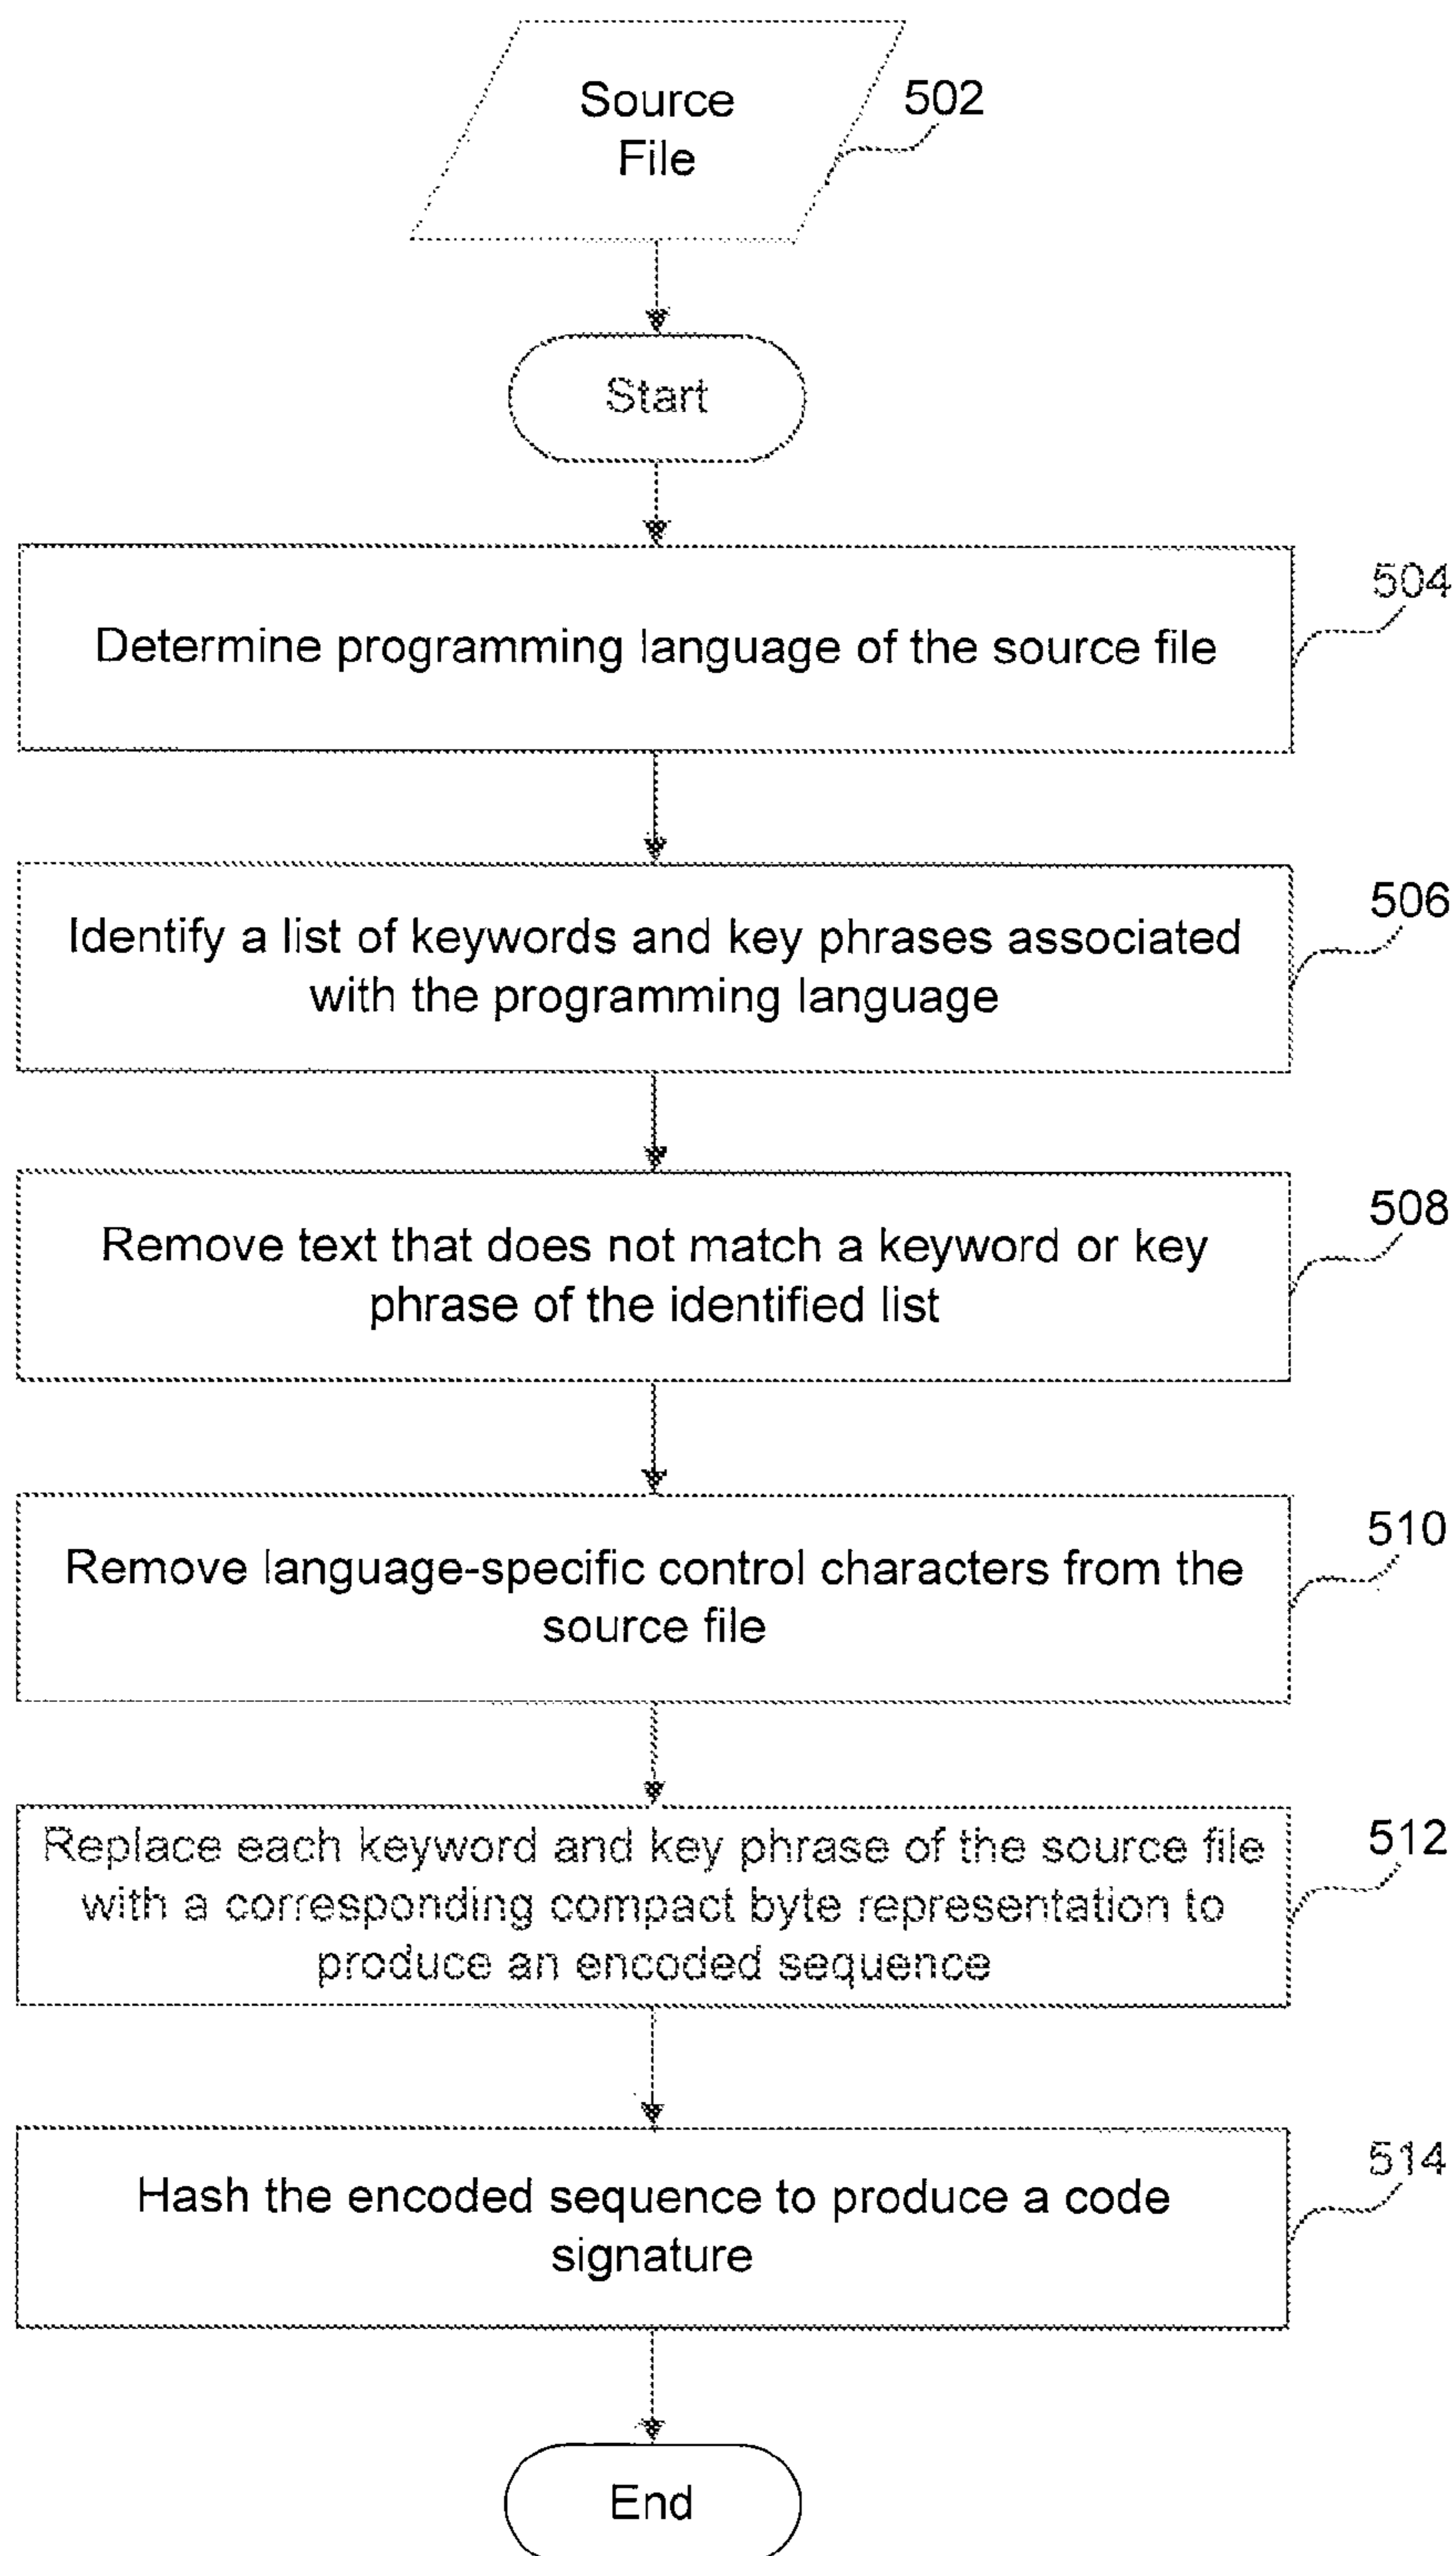 Source
File
502
Start
504
Determine programming language of the source file
506
Identify a list of keywords and key phrases associated
with the programming language
508
Remove text that does not match a keyword or key
phrase of the identified list
510
Remove language-specific control characters from the
source file
512
Replace each keyword and key phrase of the source file
with a corresponding compact byte representation to
produce an encoded sequence
514
Hash the encoded sequence to produce a code
signature
End